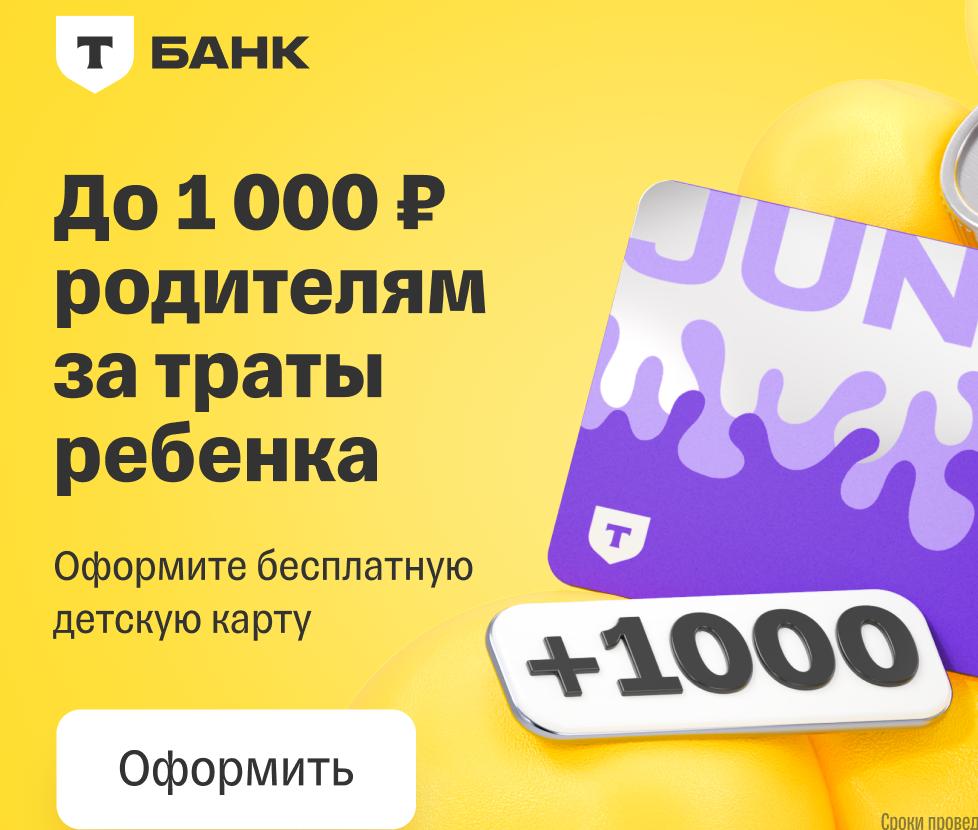 Т БАНК
До 1 000 ₽
родителям
за траты
ребенка
Оформите бесплатную
детскую карту
Оформить
JUN
Т
+1000
Сроки провед